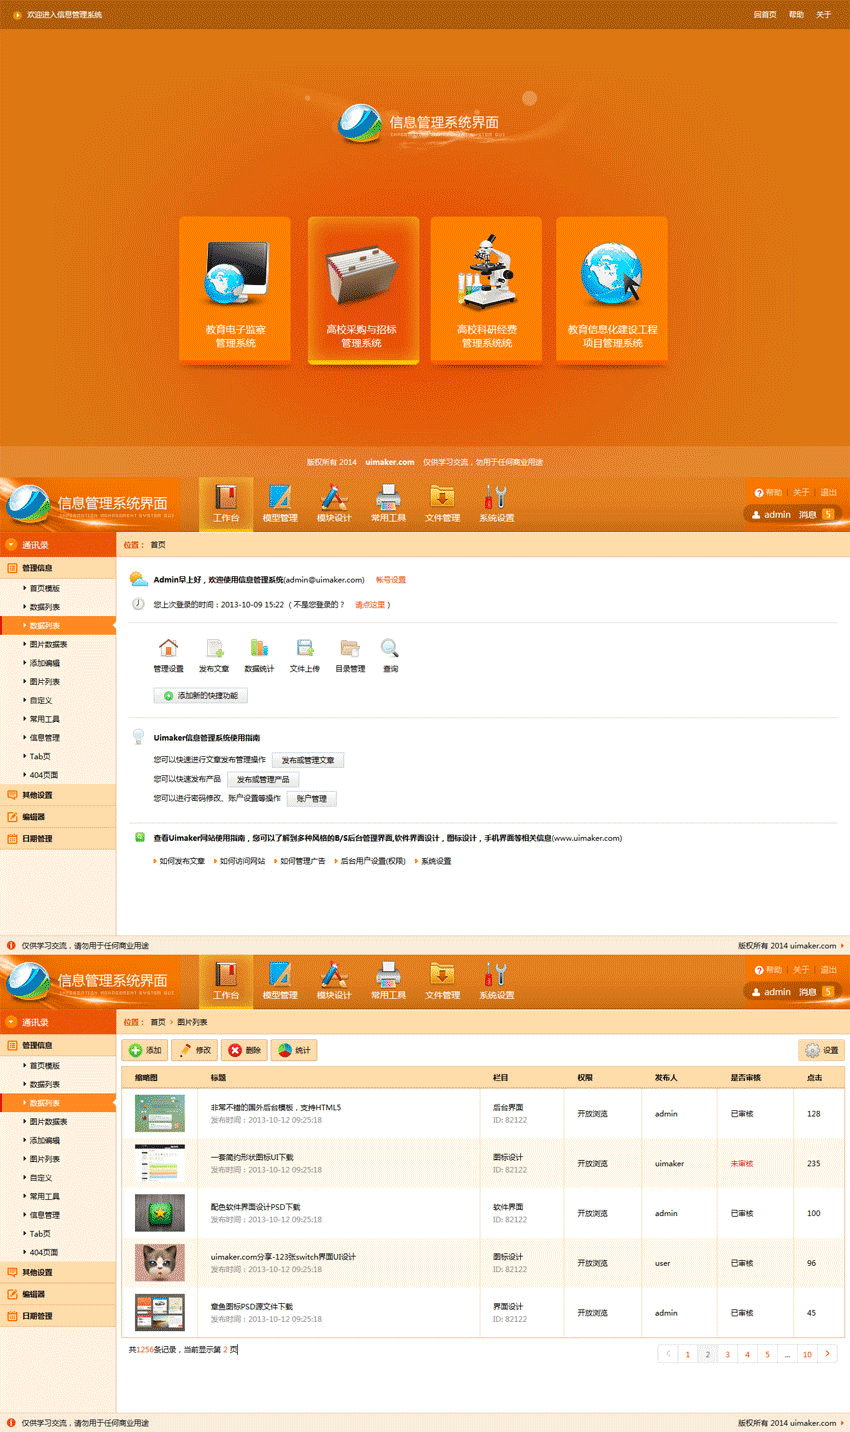 欢迎进入信息管理系统
回首页 帮助 关于
信息管理系统界面
INFORMATION MANAGEMENT SYSTEM GUI
教育电子监察
管理系统
高校采购与招标
管理系统
高校科研经费
管理系统统
教育信息化建设工程
项目管理系统
版权所有 2014 uimaker.com 仅供学习交流，勿用于任何商业用途
信息管理系统界面
INFORMATION MANAGEMENT SYSTEM GUI
工作台 模型管理 模块设计 常用工具 文件管理 系统设置
帮助 关于 退出
admin 消息 5
通讯录
位置： 首页
管理信息
首页模版
数据列表
数据列表
图片数据表
添加编辑
图片列表
自定义
常用工具
信息管理
Tab页
404页面
其他设置
编辑器
日期管理
Admin早上好，欢迎使用信息管理系统(admin@uimaker.com) 帐号设置
您上次登录的时间：2013-10-09 15:22 （不是您登录的？ 请点这里）
管理设置 发布文章 数据统计 文件上传 目录管理 查询
添加新的快捷功能
Uimaker信息管理系统使用指南
您可以快速进行文章发布管理操作 发布或管理文章
您可以快速发布产品 发布或管理产品
您可以进行密码修改、账户设置等操作 账户管理
查看Uimaker网站使用指南，您可以了解到多种风格的B/S后台管理界面,软件界面设计，图标设计，手机界面等相关信息(www.uimaker.com)
如何发布文章 如何访问网站 如何管理广告 后台用户设置(权限) 系统设置
仅供学习交流，请勿用于任何商业用途
版权所有 2014 uimaker.com
信息管理系统界面
INFORMATION MANAGEMENT SYSTEM GUI
工作台 模型管理 模块设计 常用工具 文件管理 系统设置
帮助 关于 退出
admin 消息 5
通讯录
位置： 首页 › 图片列表
管理信息
首页模版
数据列表
数据列表
图片数据表
添加编辑
图片列表
自定义
常用工具
信息管理
Tab页
404页面
其他设置
编辑器
日期管理
添加 修改 删除 统计 设置
缩略图 标题 栏目 权限 发布人 是否审核 点击
非常不错的国外后台模板，支持HTML5
发布时间：2013-10-12 09:25:18
后台界面
ID: 82122
开放浏览 admin 已审核 128
一套简约形状图标UI下载
发布时间：2013-10-12 09:25:18
图标设计
ID: 82122
开放浏览 uimaker 未审核 235
配色软件界面设计PSD下载
发布时间：2013-10-12 09:25:18
软件界面
ID: 82122
开放浏览 admin 已审核 100
uimaker.com分享-123张switch界面UI设计
发布时间：2013-10-12 09:25:18
图标设计
ID: 82122
开放浏览 user 已审核 96
章鱼图标PSD源文件下载
发布时间：2013-10-12 09:25:18
界面设计
ID: 82122
开放浏览 admin 已审核 45
共1256条记录，当前显示第 2 页
1 2 3 4 5 ... 10
仅供学习交流，请勿用于任何商业用途
版权所有 2014 uimaker.com